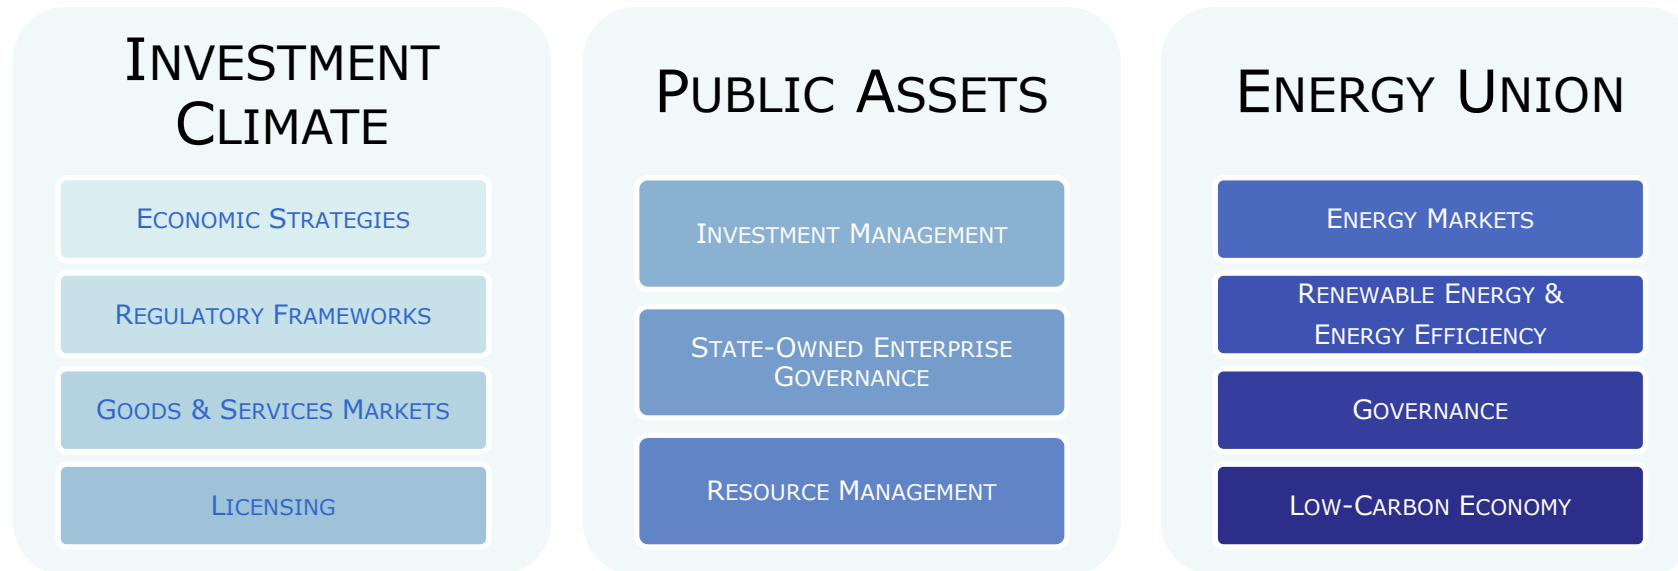 INVESTMENT
CLIMATE
ECONOMIC STRATEGIES
REGULATORY FRAMEWORKS
GOODS & SERVICES MARKETS
LICENSING
PUBLIC ASSETS
INVESTMENT MANAGEMENT
STATE-OWNED ENTERPRISE
GOVERNANCE
RESOURCE MANAGEMENT
ENERGY UNION
ENERGY MARKETS
RENEWABLE ENERGY &
ENERGY EFFICIENCY
GOVERNANCE
LOW-CARBON ECONOMY